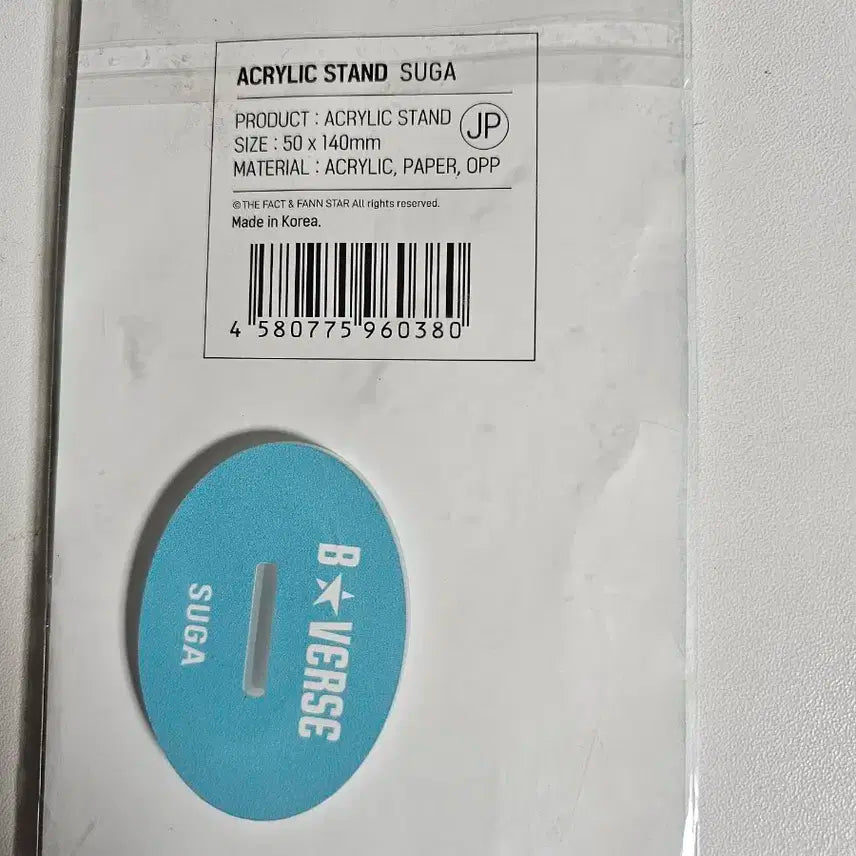 ACRYLIC STAND SUGA
PRODUCT : ACRYLIC STAND
JP
SIZE : 50 x 140mm
MATERIAL : ACRYLIC, PAPER, OPP
© THE FACT & FANN STAR All rights reserved.
Made in Korea.
4 580775 960380
B★VERSE
SUGA